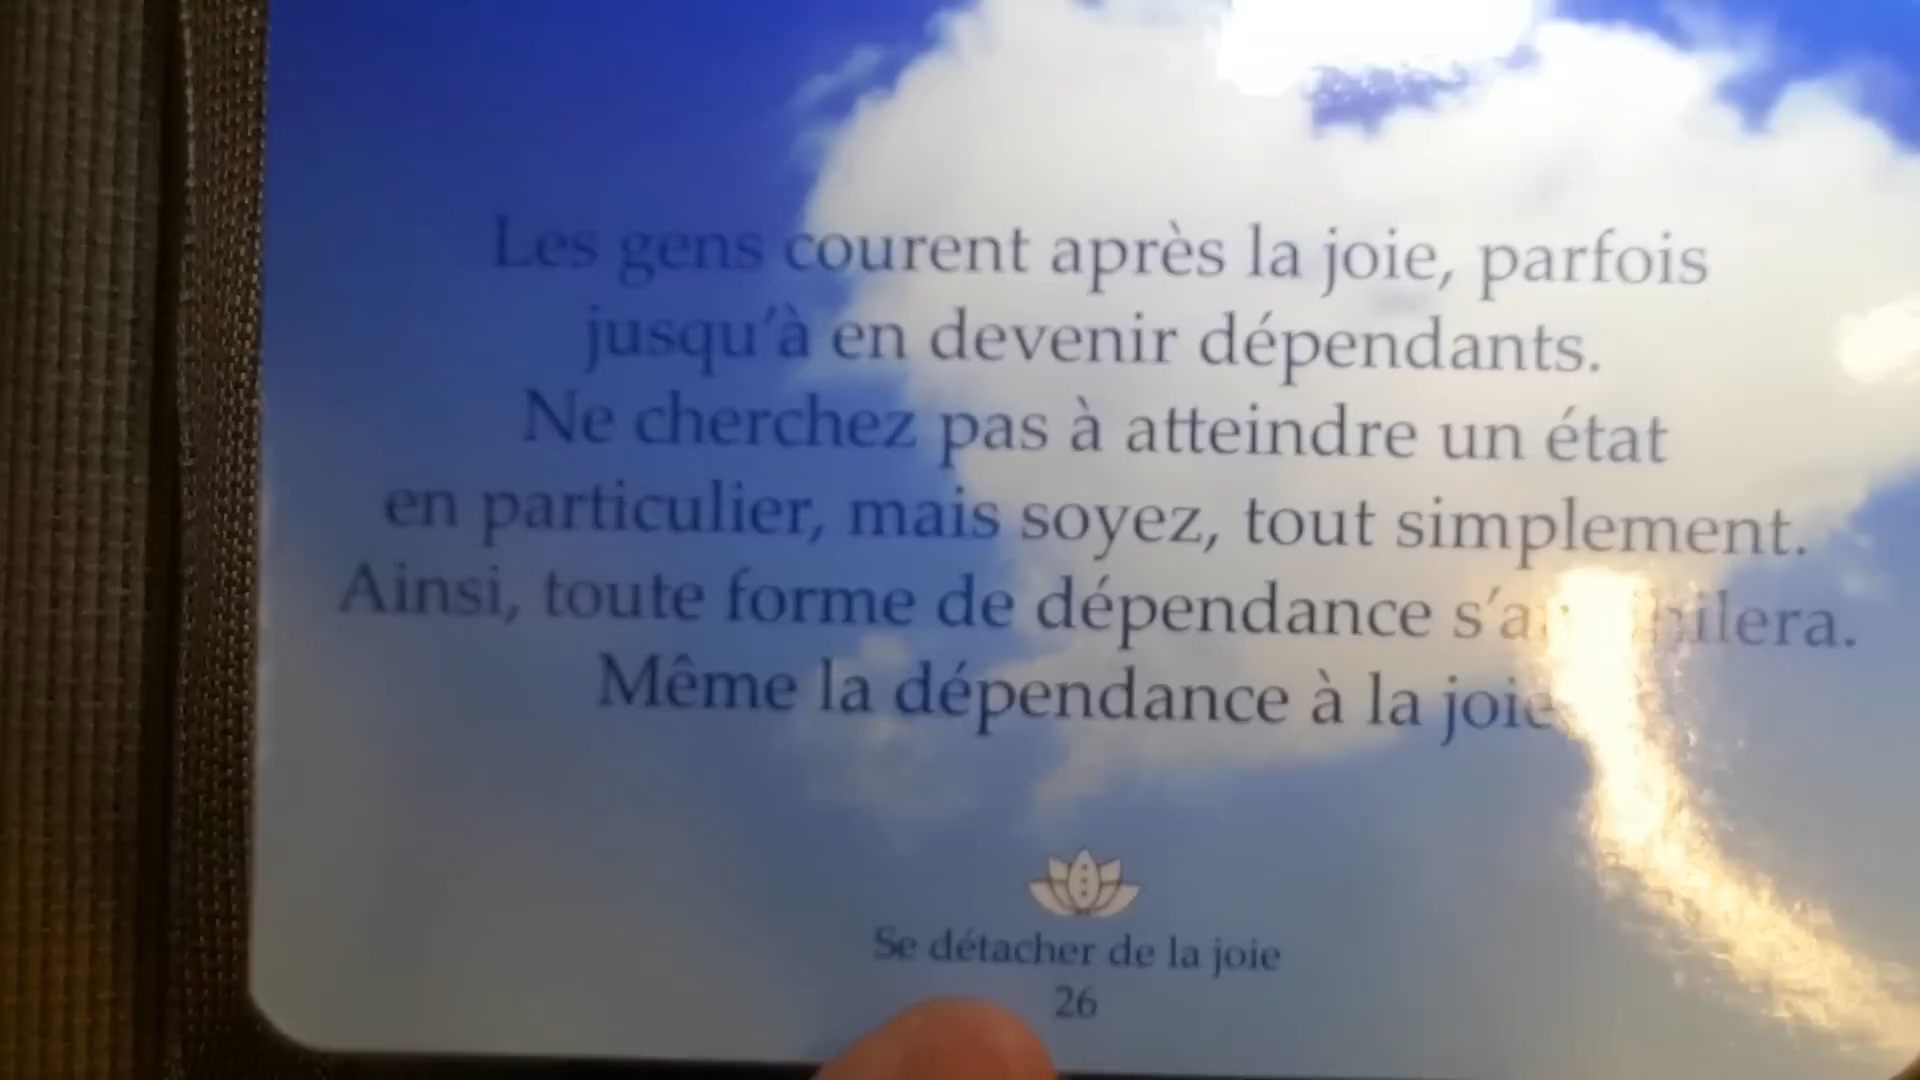 Les gens courent après la joie, parfois
jusqu'à en devenir dépendants.
Ne cherchez pas à atteindre un état
en particulier, mais soyez, tout simplement.
Ainsi, toute forme de dépendance
Même la dépendance à la joie
Se détacher de la joie
26